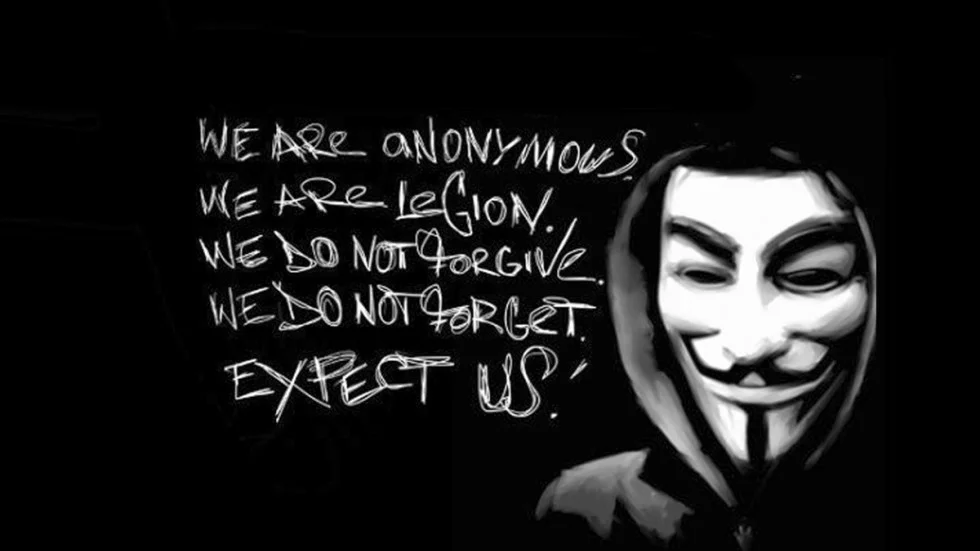 WE ARe aNONYMOuS.
WE ARe LeGION.
WE DO NOT FORGIVE.
WE DO NOT FORGeT.
EXPECT US!